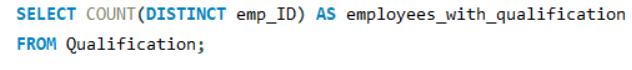 SELECT COUNT(DISTINCT emp_ID) AS employees_with_qualification
FROM Qualification;